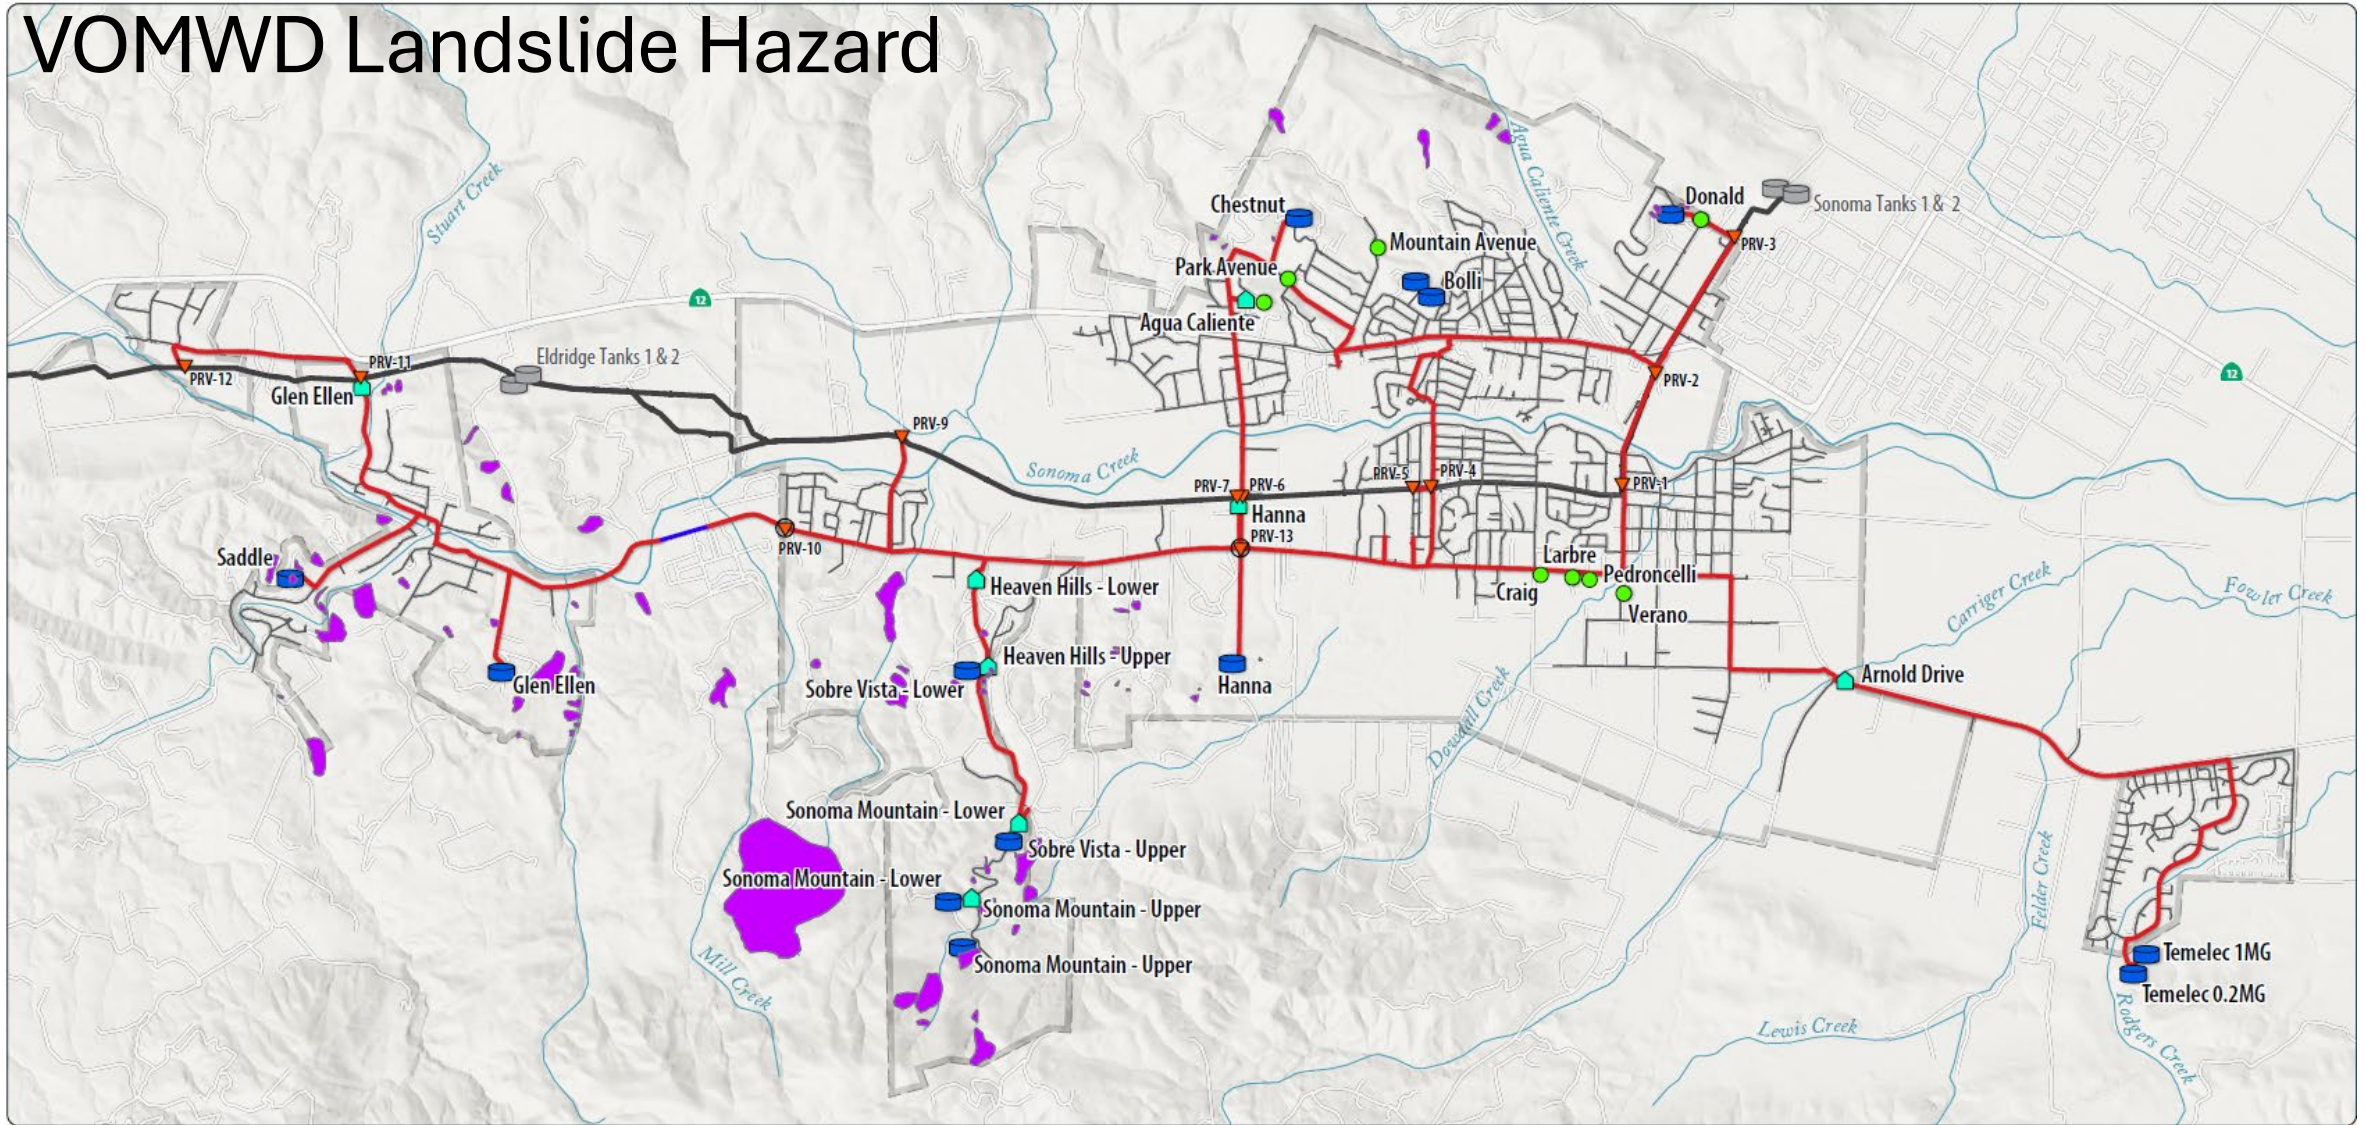 VOMWD Landslide Hazard
Agua Caliente Creek
Stuart Creek
Donald
Sonoma Tanks 1 & 2
Chestnut
PRV-3
Mountain Avenue
Park Avenue
Bolli
12
Agua Caliente
Eldridge Tanks 1 & 2
PRV-11
PRV-12
PRV-2
12
Glen Ellen
PRV-9
Sonoma Creek
PRV-5
PRV-4
PRV-7
PRV-6
PRV-1
Hanna
PRV-13
PRV-10
Saddle
Larbre
Pedroncelli
Craig
Verano
Heaven Hills - Lower
Carriger Creek
Fowler Creek
Heaven Hills - Upper
Arnold Drive
Glen Ellen
Sobre Vista - Lower
Hanna
Dowdall Creek
Sonoma Mountain - Lower
Sobre Vista - Upper
Sonoma Mountain - Lower
Sonoma Mountain - Upper
Felder Creek
Sonoma Mountain - Upper
Mill Creek
Temelec 1MG
Temelec 0.2MG
Lewis Creek
Rodgers Creek